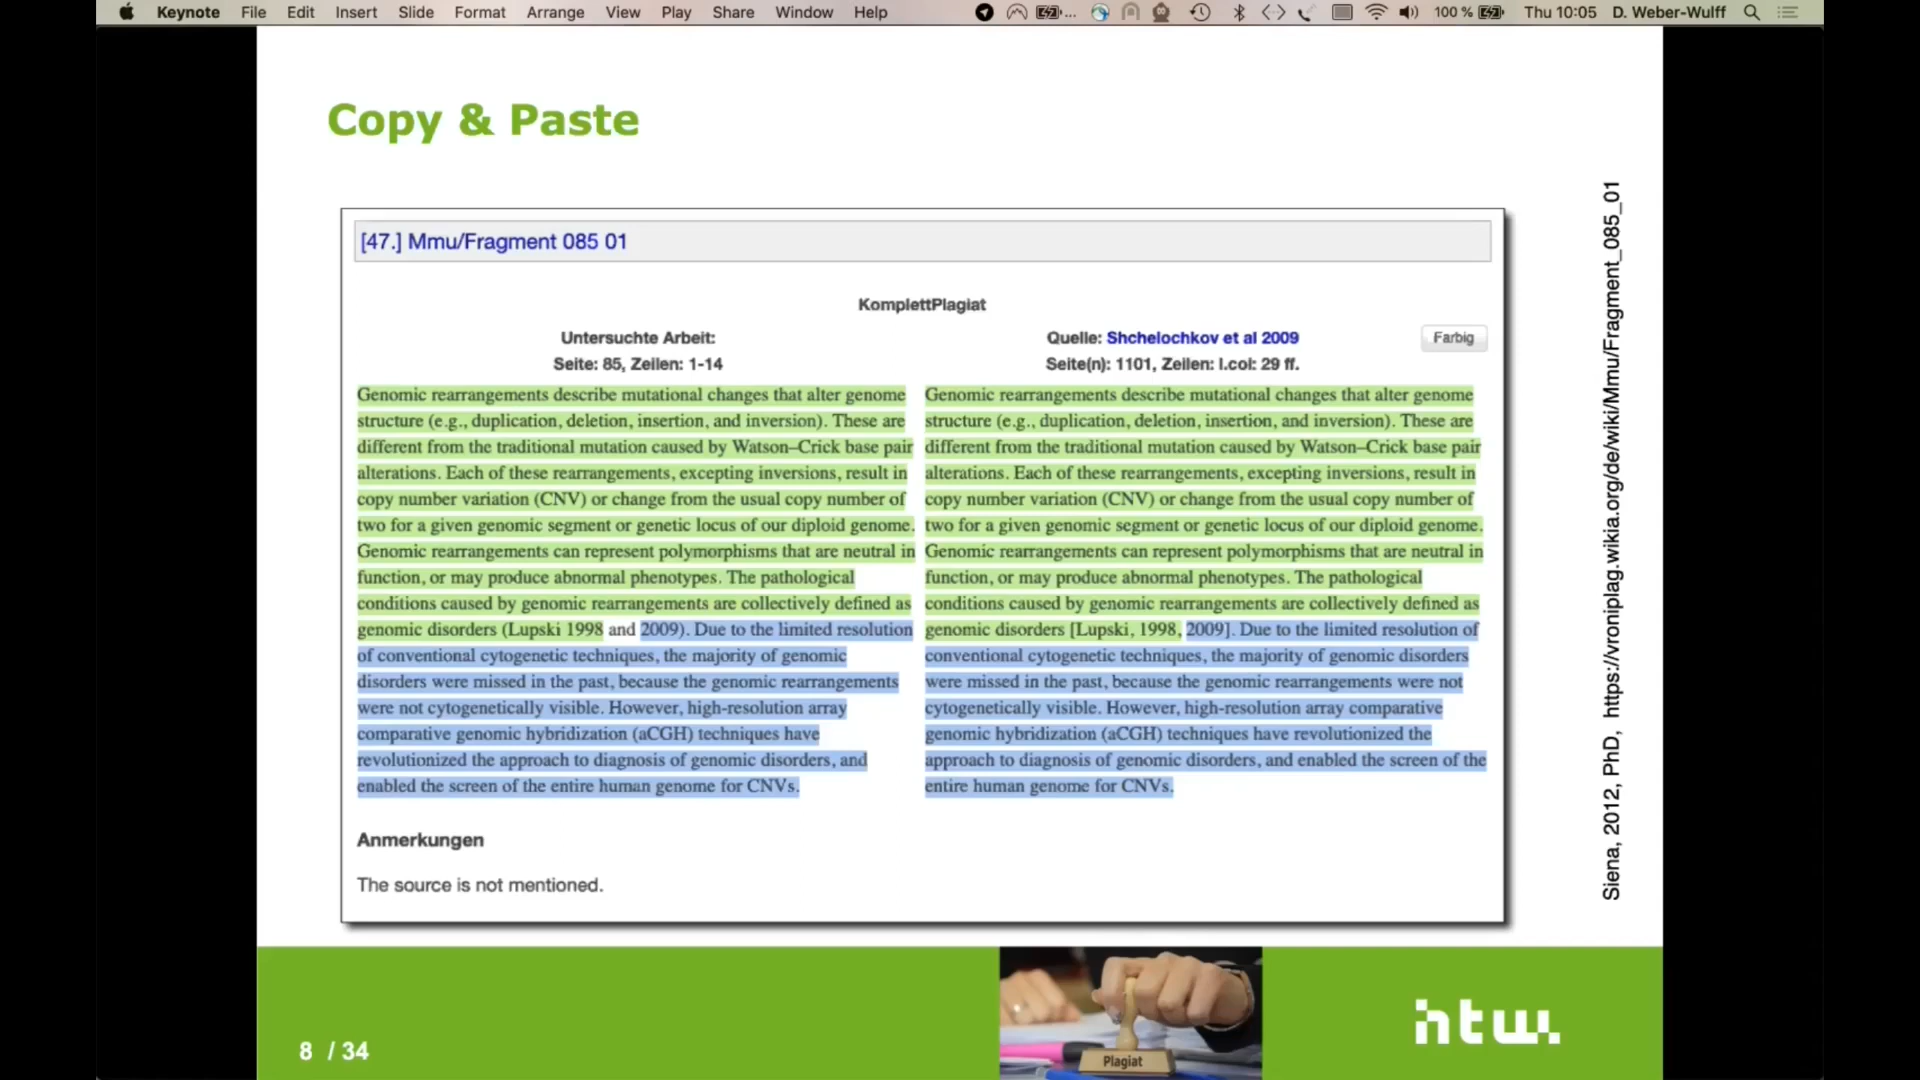 Keynote File Edit Insert Slide Format Arrange View Play Share Window Help 100 % Thu 10:05 D. Weber-Wulff
Copy & Paste
[47.] Mmu/Fragment 085 01
KomplettPlagiat
Untersuchte Arbeit:
Seite: 85, Zeilen: 1-14
Genomic rearrangements describe mutational changes that alter genome
structure (e.g., duplication, deletion, insertion, and inversion). These are
different from the traditional mutation caused by Watson–Crick base pair
alterations. Each of these rearrangements, excepting inversions, result in
copy number variation (CNV) or change from the usual copy number of
two for a given genomic segment or genetic locus of our diploid genome.
Genomic rearrangements can represent polymorphisms that are neutral in
function, or may produce abnormal phenotypes. The pathological
conditions caused by genomic rearrangements are collectively defined as
genomic disorders (Lupski 1998 and 2009). Due to the limited resolution
of conventional cytogenetic techniques, the majority of genomic
disorders were missed in the past, because the genomic rearrangements
were not cytogenetically visible. However, high-resolution array
comparative genomic hybridization (aCGH) techniques have
revolutionized the approach to diagnosis of genomic disorders, and
enabled the screen of the entire human genome for CNVs.
Quelle: Shchelochkov et al 2009
Seite(n): 1101, Zeilen: l.col: 29 ff.
Farbig
Genomic rearrangements describe mutational changes that alter genome
structure (e.g., duplication, deletion, insertion, and inversion). These are
different from the traditional mutation caused by Watson–Crick base pair
alterations. Each of these rearrangements, excepting inversions, result in
copy number variation (CNV) or change from the usual copy number of
two for a given genomic segment or genetic locus of our diploid genome.
Genomic rearrangements can represent polymorphisms that are neutral in
function, or may produce abnormal phenotypes. The pathological
conditions caused by genomic rearrangements are collectively defined as
genomic disorders [Lupski, 1998, 2009]. Due to the limited resolution of
conventional cytogenetic techniques, the majority of genomic disorders
were missed in the past, because the genomic rearrangements were not
cytogenetically visible. However, high-resolution array comparative
genomic hybridization (aCGH) techniques have revolutionized the
approach to diagnosis of genomic disorders, and enabled the screen of the
entire human genome for CNVs.
Anmerkungen
The source is not mentioned.
Siena, 2012, PhD, https://vroniplag.wikia.org/de/wiki/Mmu/Fragment_085_01
8 / 34
Plagiat
htw.